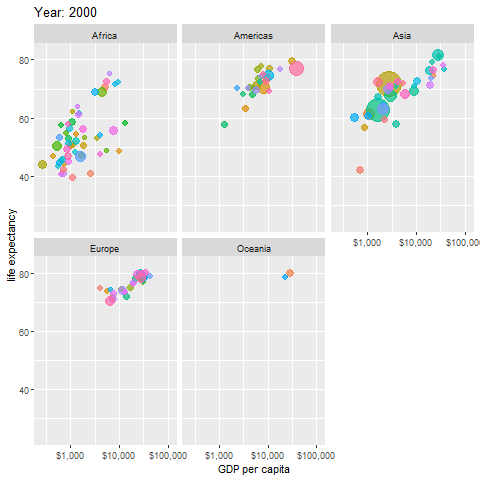 Year: 2000
Africa
Americas
Asia
80
60
40
$1,000
$10,000
$100,000
Europe
Oceania
80
60
40
$1,000
$10,000
$100,000
$1,000
$10,000
$100,000
GDP per capita
life expectancy